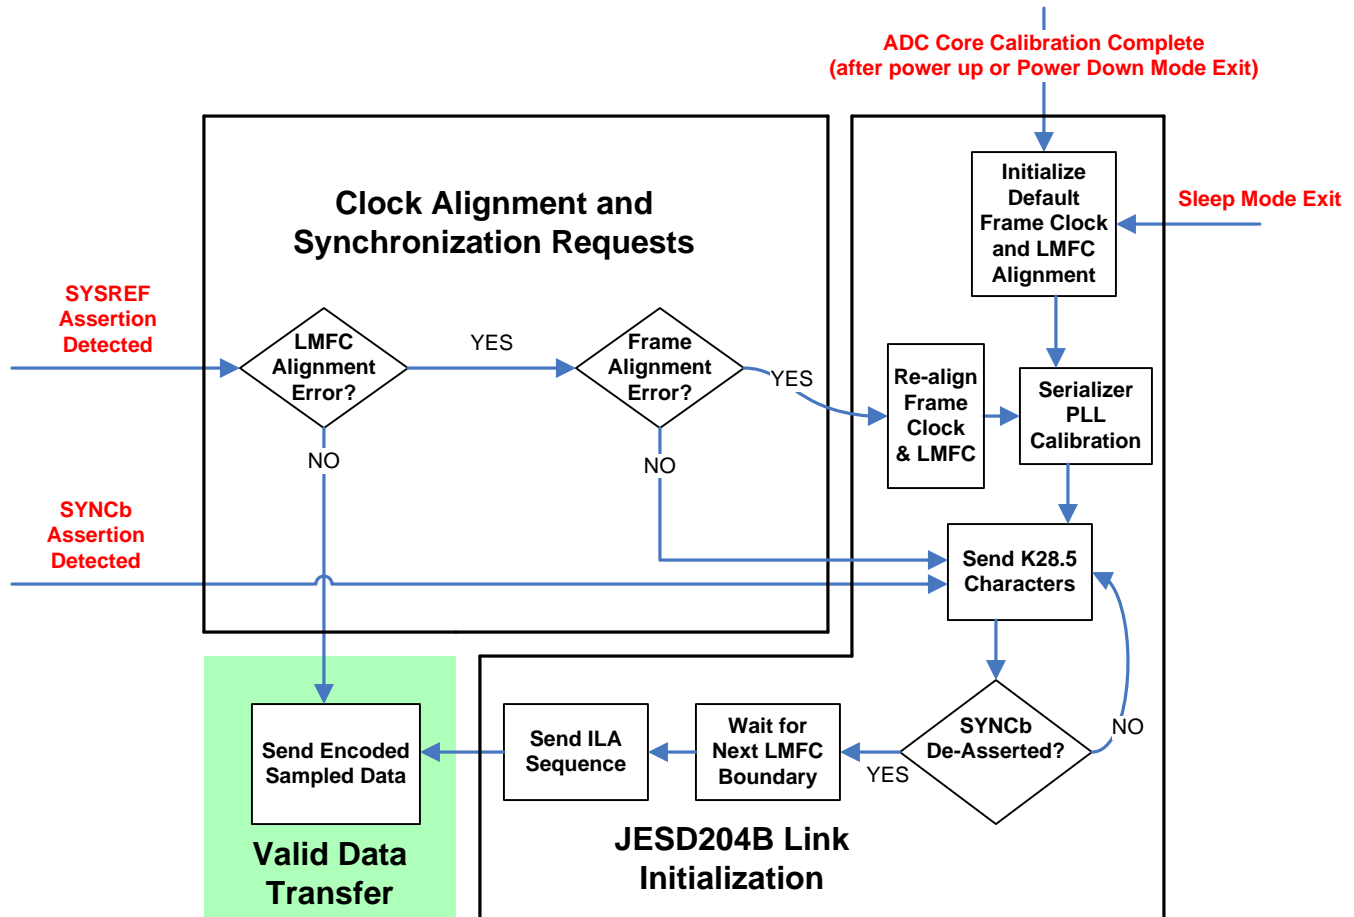 ADC Core Calibration Complete
(after power up or Power Down Mode Exit)
Clock Alignment and
Synchronization Requests
Initialize
Default
Frame Clock
and LMFC
Alignment
Sleep Mode Exit
SYSREF
Assertion
Detected
LMFC
Alignment
Error?
YES
Frame
Alignment
Error?
YES
Re-align
Frame
Clock
& LMFC
Serializer
PLL
Calibration
NO
NO
SYNCb
Assertion
Detected
Send K28.5
Characters
Send Encoded
Sampled Data
Send ILA
Sequence
Wait for
Next LMFC
Boundary
YES
SYNCb
De-Asserted?
NO
Valid Data
Transfer
JESD204B Link
Initialization